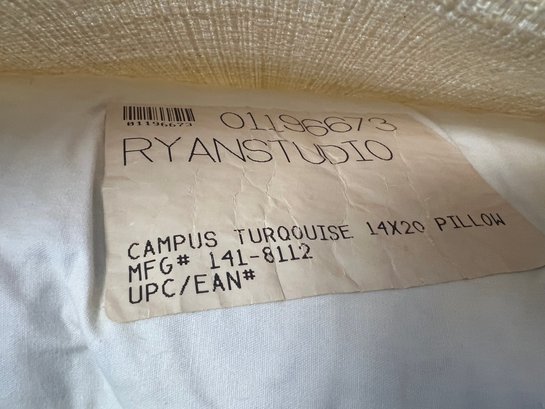 01196673
01196673
RYANSTUDIO
CAMPUS TURQOUISE 14X20 PILLOW
MFG# 141-8112
UPC/EAN#